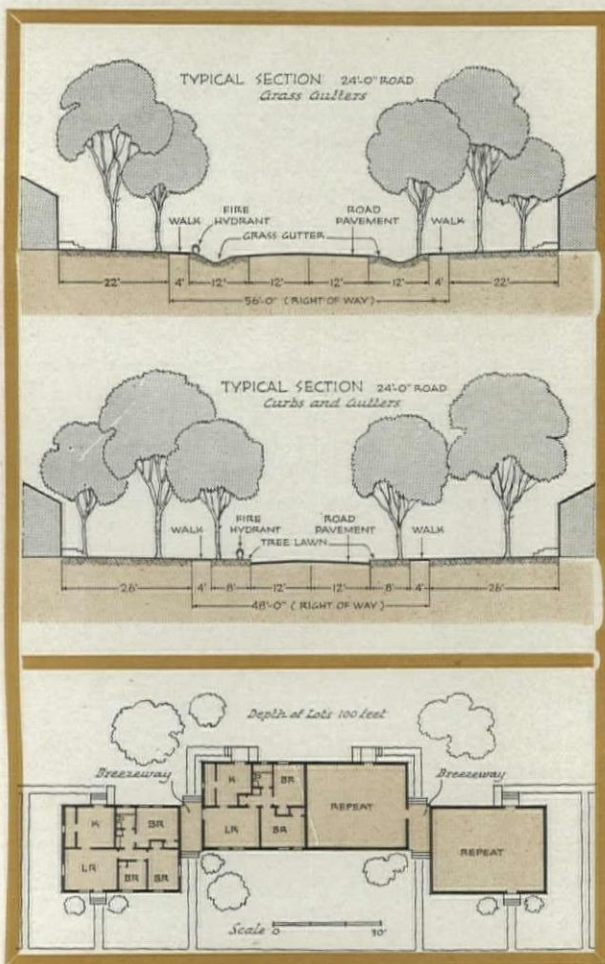 TYPICAL SECTION 24'-0" ROAD
Grass Gutters
FIRE
HYDRANT
ROAD
PAVEMENT
WALK
WALK
GRASS GUTTER
22' 4' 12' 12' 12' 12' 4' 22'
56'-0" (RIGHT OF WAY)
TYPICAL SECTION 24'-0" ROAD
Curbs and Gutters
WALK
FIRE
HYDRANT
ROAD
PAVEMENT
WALK
TREE LAWN
26' 4' 8' 12' 12' 8' 4' 26'
48'-0" (RIGHT OF WAY)
Depth of Lots 100 feet
Breezeway
Breezeway
K BR
REPEAT
K BR
LR BR
REPEAT
LR BR BR
Scale 0 30'